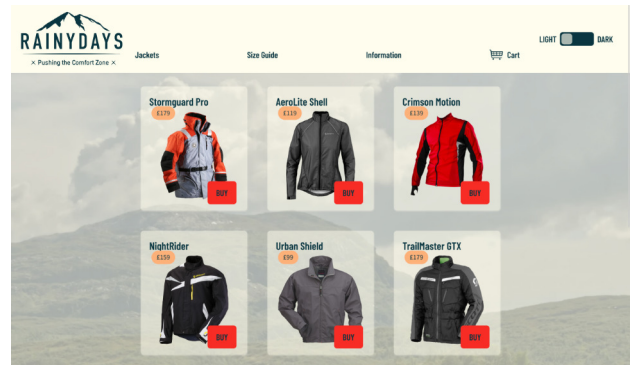 RAINYDAYS
× Pushing the Comfort Zone ×
Jackets
Size Guide
Information
Cart
LIGHT
DARK
Stormguard Pro
£179
BUY
AeroLite Shell
£119
BUY
Crimson Motion
£139
BUY
NightRider
£159
BUY
Urban Shield
£99
BUY
TrailMaster GTX
£179
BUY